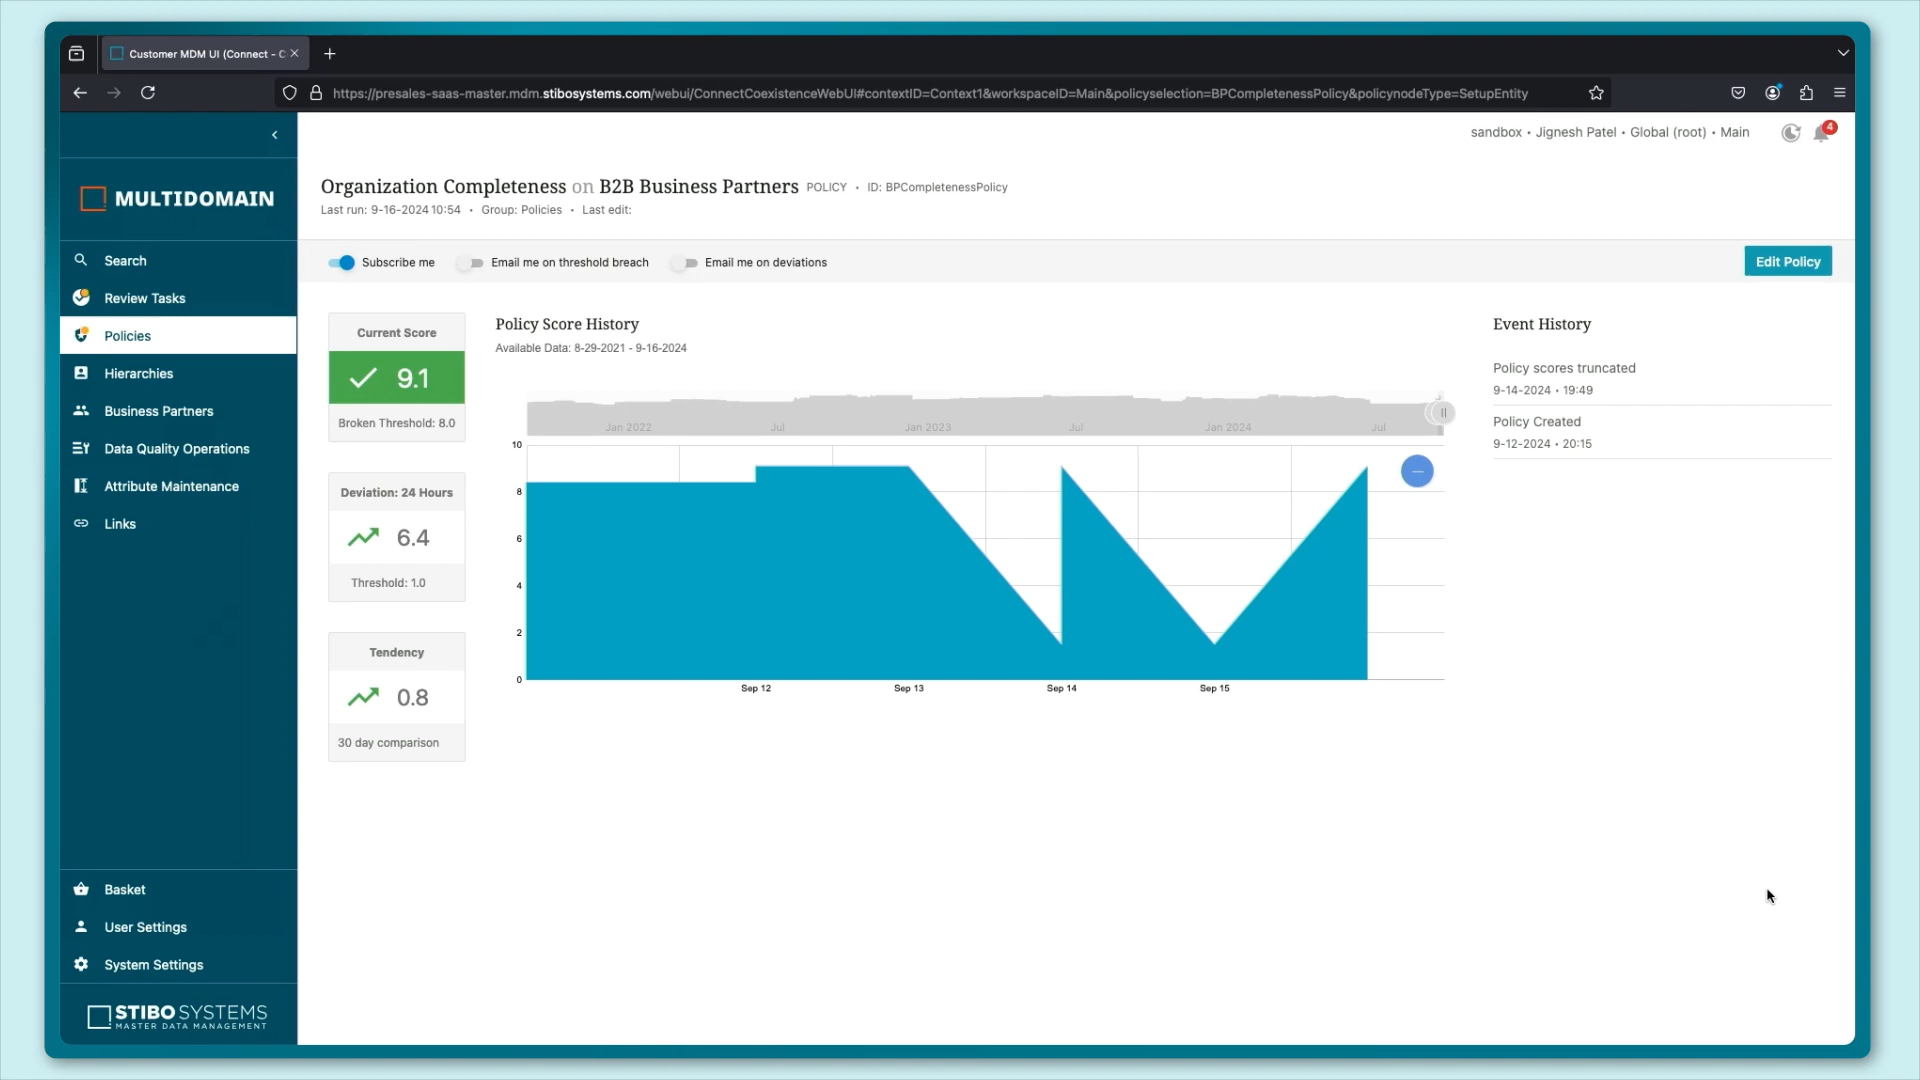 Customer MDM UI (Connect - C
https://presales-saas-master.mdm.stibosystems.com/webui/ConnectCoexistenceWebUI#contextID=Context1&workspaceID=Main&policyselection=BPCompletenessPolicy&policynodeType=SetupEntity
sandbox • Jignesh Patel • Global (root) • Main
4
MULTIDOMAIN
Search
Review Tasks
Policies
Hierarchies
Business Partners
Data Quality Operations
Attribute Maintenance
Links
Basket
User Settings
System Settings
STIBO SYSTEMS
MASTER DATA MANAGEMENT
Organization Completeness on B2B Business Partners POLICY • ID: BPCompletenessPolicy
Last run: 9-16-2024 10:54 • Group: Policies • Last edit:
Subscribe me
Email me on threshold breach
Email me on deviations
Edit Policy
Current Score
9.1
Broken Threshold: 8.0
Deviation: 24 Hours
6.4
Threshold: 1.0
Tendency
0.8
30 day comparison
Policy Score History
Available Data: 8-29-2021 - 9-16-2024
Jan 2022 Jul Jan 2023 Jul Jan 2024 Jul
10
8
6
4
2
0
Sep 12 Sep 13 Sep 14 Sep 15
Event History
Policy scores truncated
9-14-2024 • 19:49
Policy Created
9-12-2024 • 20:15